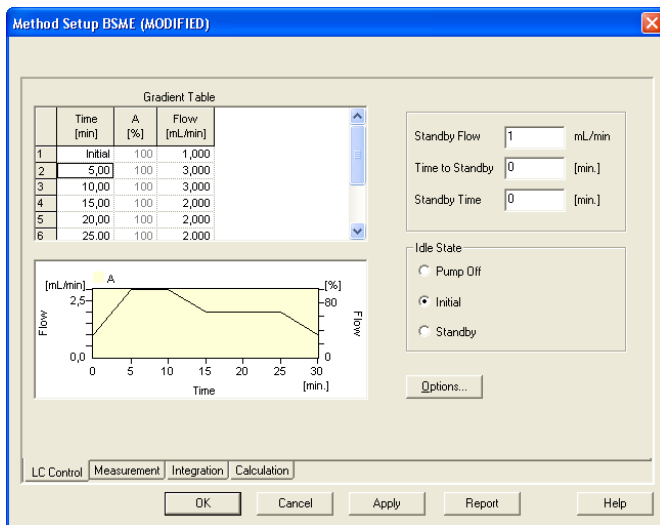 Method Setup BSME (MODIFIED)
Gradient Table
Time [min] A [%] Flow [mL/min]
1 Initial 100 1,000
2 5,00 100 3,000
3 10,00 100 3,000
4 15,00 100 2,000
5 20,00 100 2,000
6 25,00 100 2,000
Standby Flow 1 mL/min
Time to Standby 0 [min.]
Standby Time 0 [min.]
Idle State
Pump Off
Initial
Standby
Options...
A
[mL/min] [%]
2,5 80
Flow Flow
0,0 0
0 5 10 15 20 25 30
Time [min.]
LC Control Measurement Integration Calculation
OK Cancel Apply Report Help